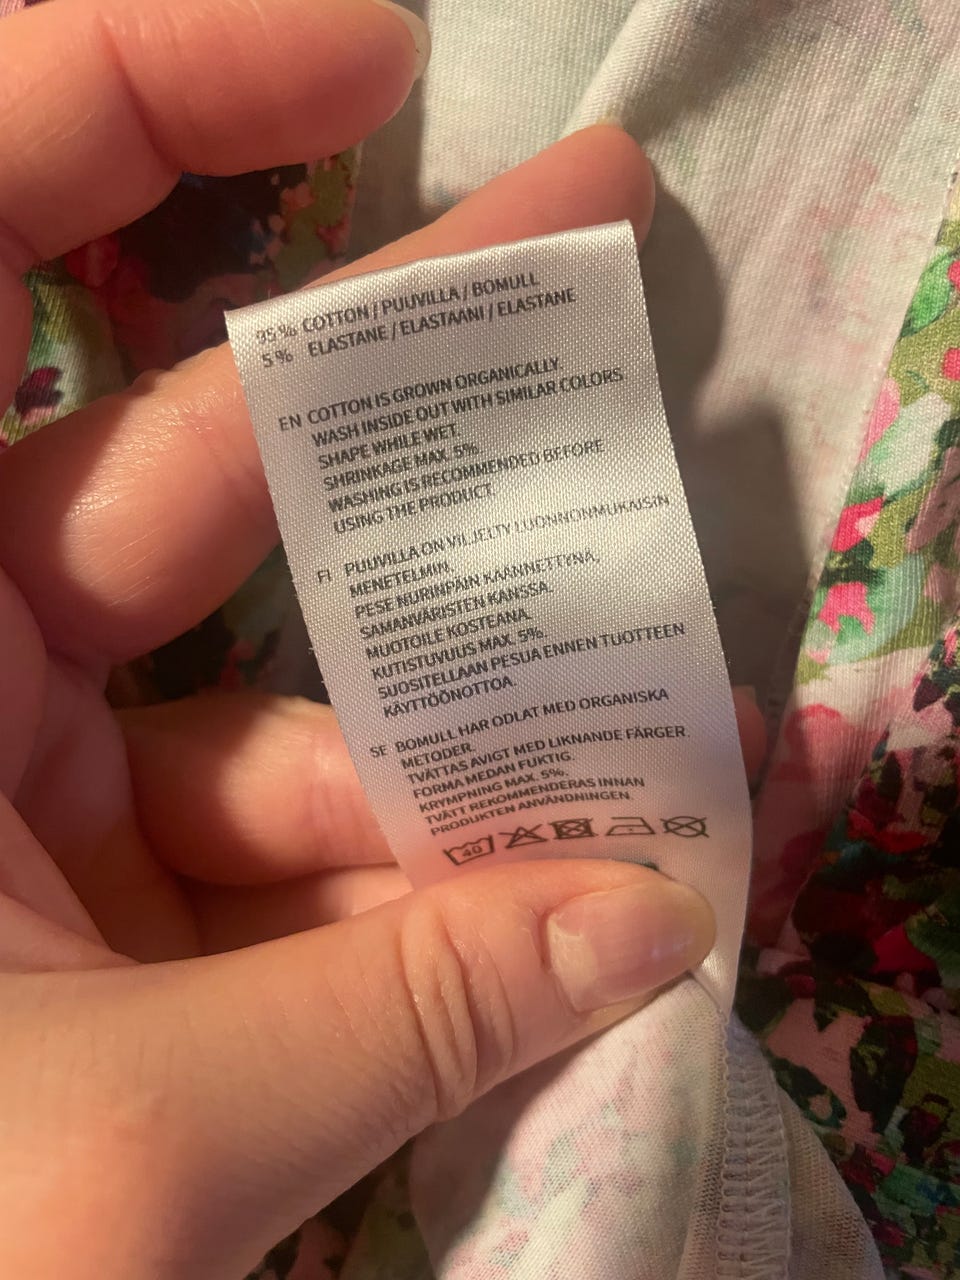 95 % COTTON / PUUVILLA / BOMULL
5 % ELASTANE / ELASTAANI / ELASTANE
EN COTTON IS GROWN ORGANICALLY.
WASH INSIDE OUT WITH SIMILAR COLORS
SHAPE WHILE WET
SHRINKAGE MAX. 5%.
WASHING IS RECOMMENDED BEFORE
USING THE PRODUCT.
FI PUUVILLA ON VILJELTY LUONNONMUKAISIN
MENETELMIN.
PESE NURINPÄIN KÄÄNNETTYNÄ,
SAMANVÄRISTEN KANSSA.
MUOTOILE KOSTEANA.
KUTISTUVUUS MAX. 5%.
SUOSITELLAAN PESUA ENNEN TUOTTEEN
KÄYTTÖÖNOTTOA.
SE BOMULL HAR ODLAT MED ORGANISKA
METODER.
TVÄTTAS AVIGT MED LIKNANDE FÄRGER.
FORMA MEDAN FUKTIG.
KRYMPNING MAX. 5%.
TVÄTT REKOMMENDERAS INNAN
PRODUKTEN ANVÄNDNINGEN.
40